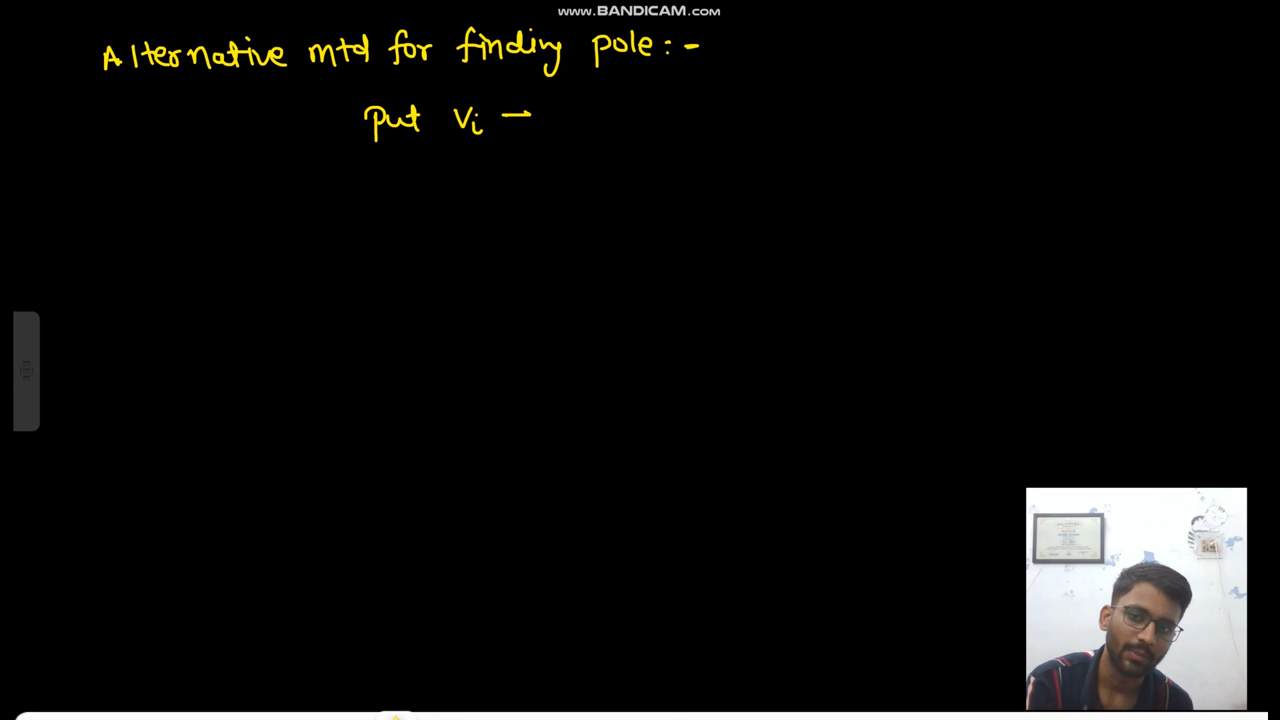 www.BANDICAM.com
Alternative mtd for finding pole:-
Put Vi —